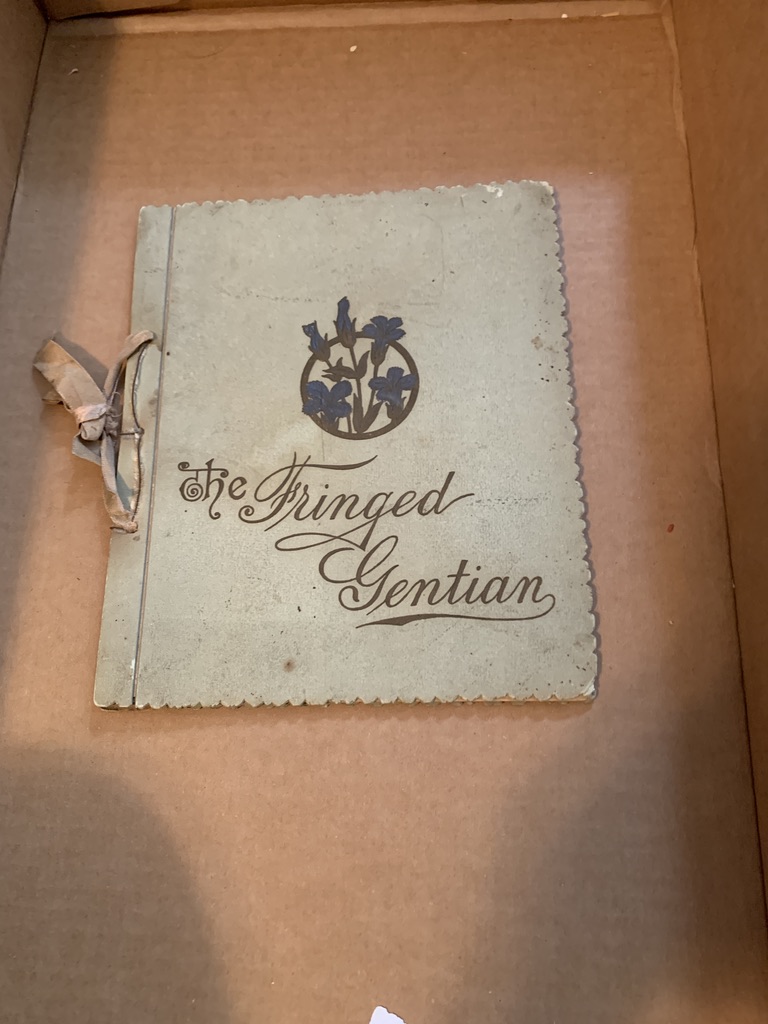 The Fringed
Gentian